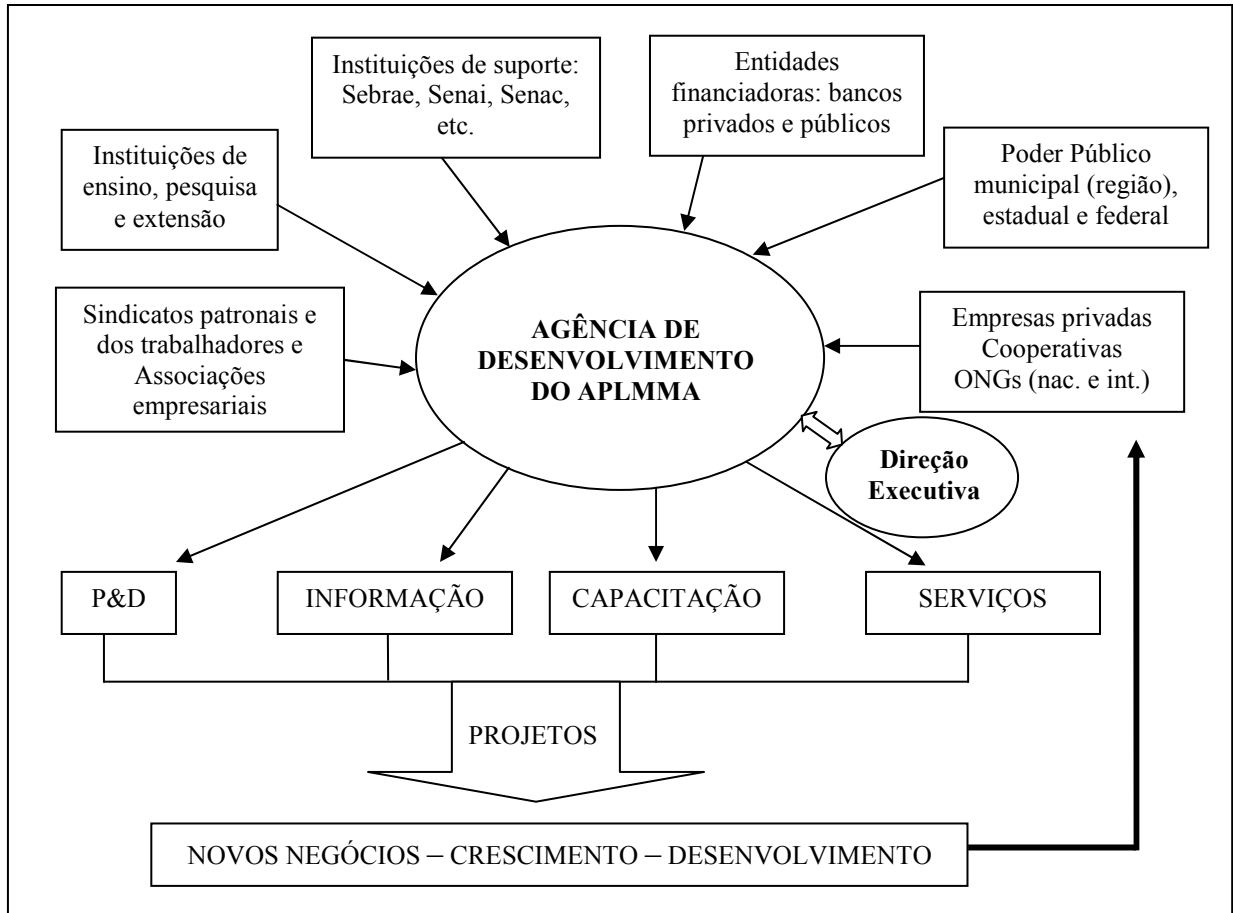 Instituições de suporte:
Sebrae, Senai, Senac,
etc.
Entidades
financiadoras: bancos
privados e públicos
Instituições de
ensino, pesquisa
e extensão
Poder Público
municipal (região),
estadual e federal
Sindicatos patronais e
dos trabalhadores e
Associações
empresariais
AGÊNCIA DE
DESENVOLVIMENTO
DO APLMMA
Empresas privadas
Cooperativas
ONGs (nac. e int.)
Direção
Executiva
P&D
INFORMAÇÃO
CAPACITAÇÃO
SERVIÇOS
PROJETOS
NOVOS NEGÓCIOS – CRESCIMENTO – DESENVOLVIMENTO